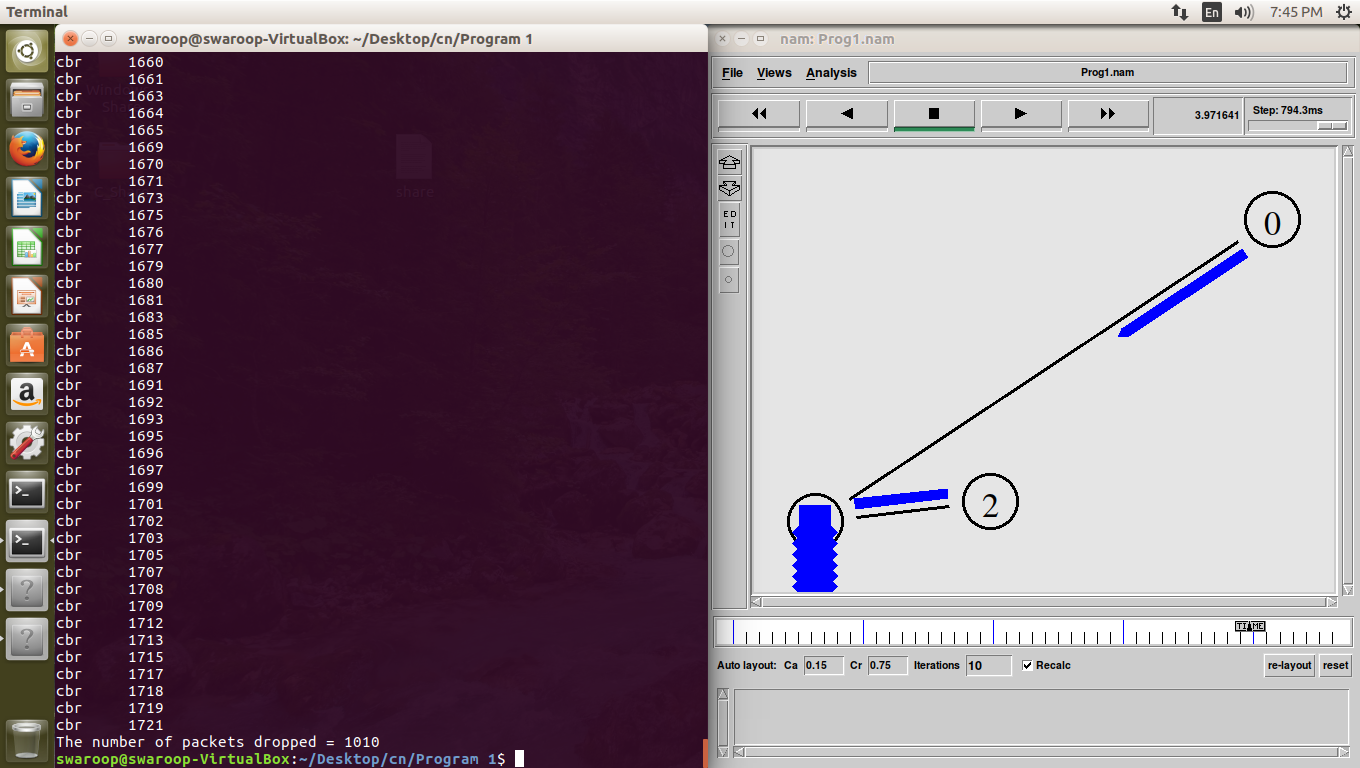 Terminal
En
7:45 PM
swaroop@swaroop-VirtualBox: ~/Desktop/cn/Program 1
cbr 1660
cbr 1661
cbr 1663
cbr 1664
cbr 1665
cbr 1669
cbr 1670
cbr 1671
cbr 1673
cbr 1675
cbr 1676
cbr 1677
cbr 1679
cbr 1680
cbr 1681
cbr 1683
cbr 1685
cbr 1686
cbr 1687
cbr 1691
cbr 1692
cbr 1693
cbr 1695
cbr 1696
cbr 1697
cbr 1699
cbr 1701
cbr 1702
cbr 1703
cbr 1705
cbr 1707
cbr 1708
cbr 1709
cbr 1712
cbr 1713
cbr 1715
cbr 1717
cbr 1718
cbr 1719
cbr 1721
The number of packets dropped = 1010
swaroop@swaroop-VirtualBox:~/Desktop/cn/Program 1$
share
nam: Prog1.nam
File Views Analysis Prog1.nam
3.971641 Step: 794.3ms
ED
IT
0
2
TIME
Auto layout: Ca 0.15 Cr 0.75 Iterations 10 Recalc re-layout reset